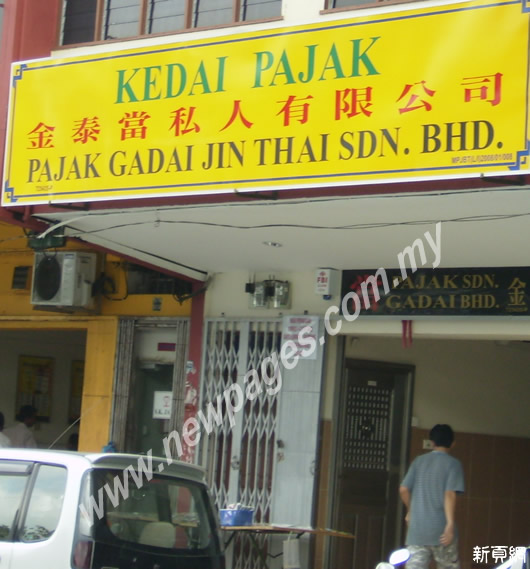 KEDAI PAJAK
金泰當私人有限公司
PAJAK GADAI JIN THAI SDN. BHD.
PAJAK SDN.
GADAI BHD.
金
www.newpages.com.my
新頁網